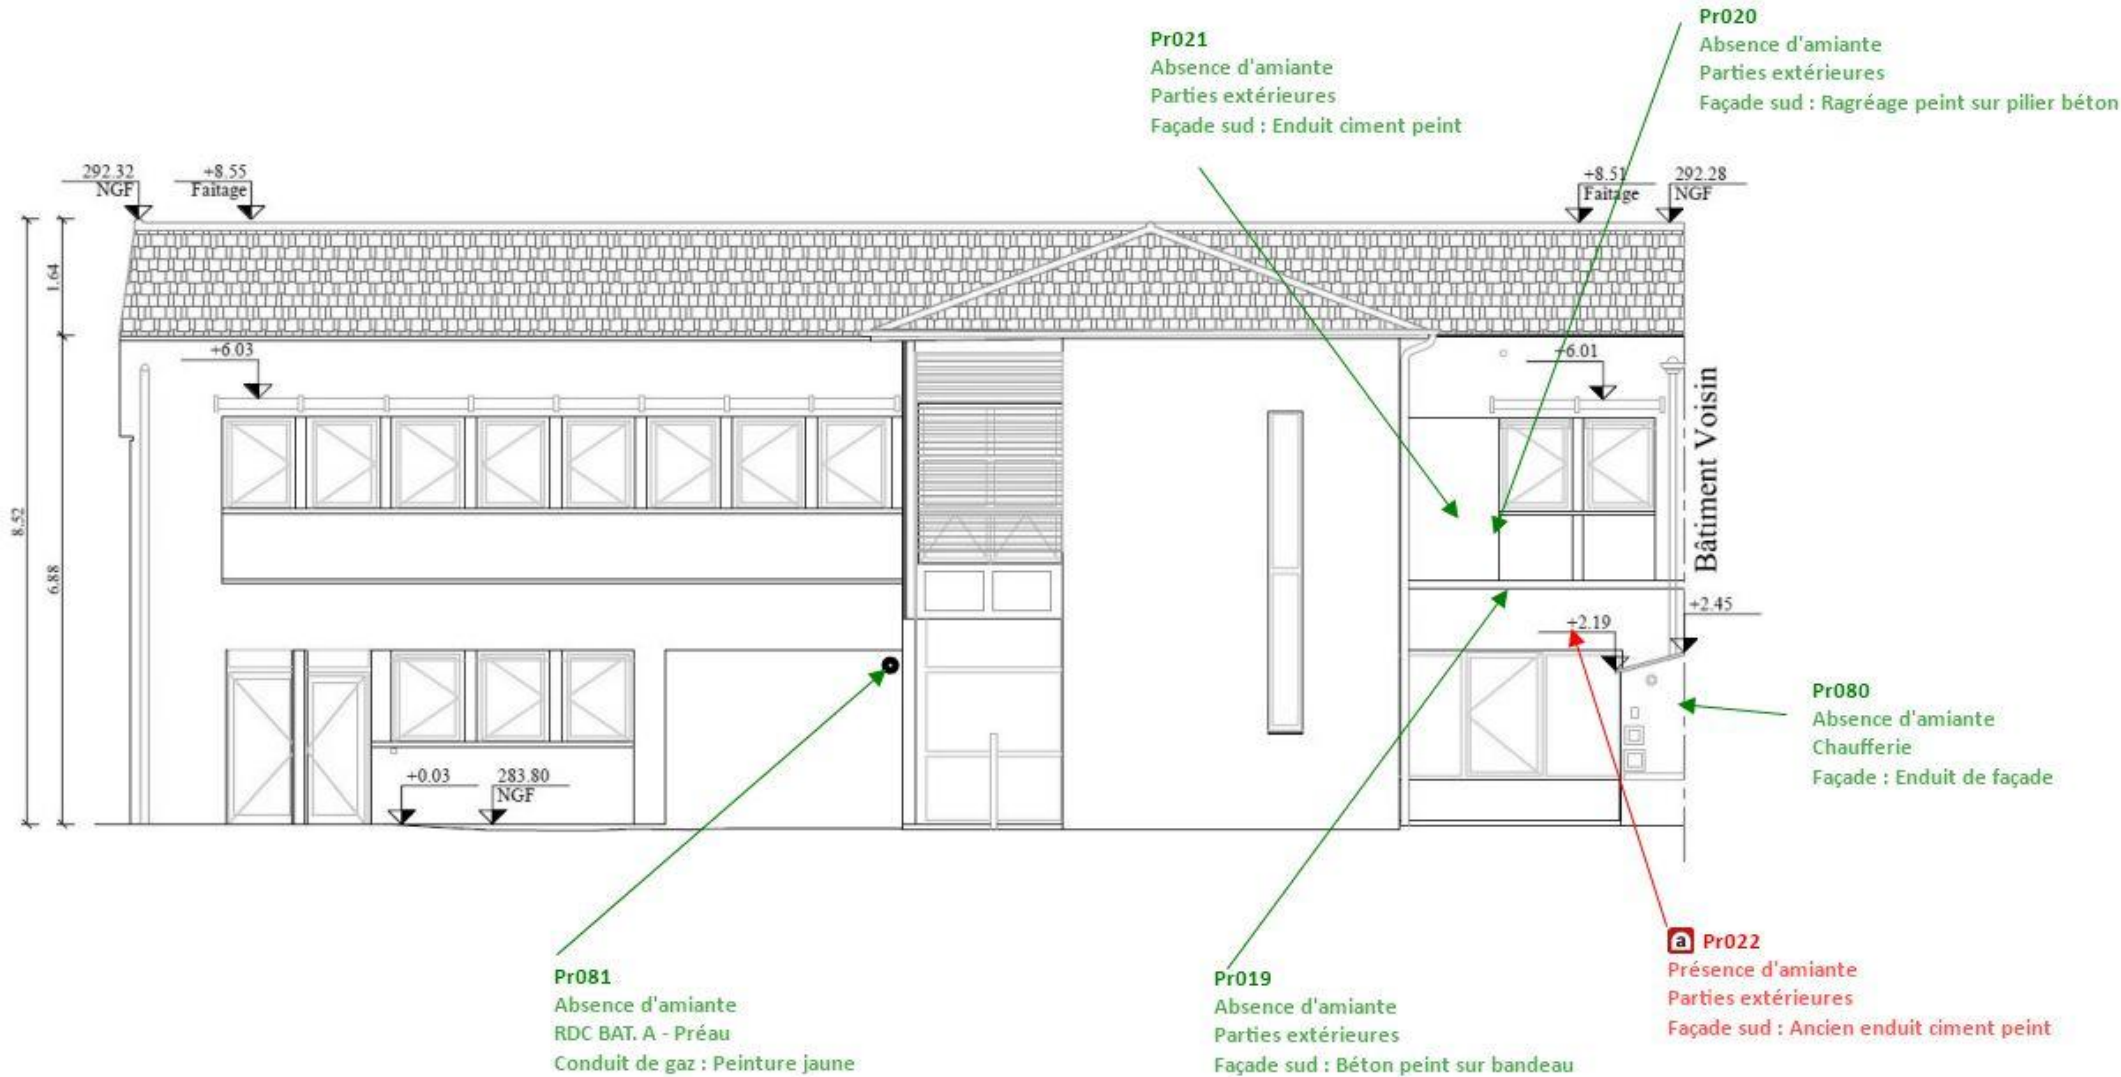 Pr020
Absence d'amiante
Parties extérieures
Façade sud : Ragréage peint sur pilier béton
Pr021
Absence d'amiante
Parties extérieures
Façade sud : Enduit ciment peint
292.32
NGF
+8.55
Faîtage
+8.51
Faîtage
292.28
NGF
1.64
+6.03
+6.01
Bâtiment Voisin
8.52
6.88
+2.45
+2.19
Pr080
Absence d'amiante
Chaufferie
Façade : Enduit de façade
+0.03
283.80
NGF
a Pr022
Présence d'amiante
Parties extérieures
Façade sud : Ancien enduit ciment peint
Pr081
Absence d'amiante
RDC BAT. A - Préau
Conduit de gaz : Peinture jaune
Pr019
Absence d'amiante
Parties extérieures
Façade sud : Béton peint sur bandeau